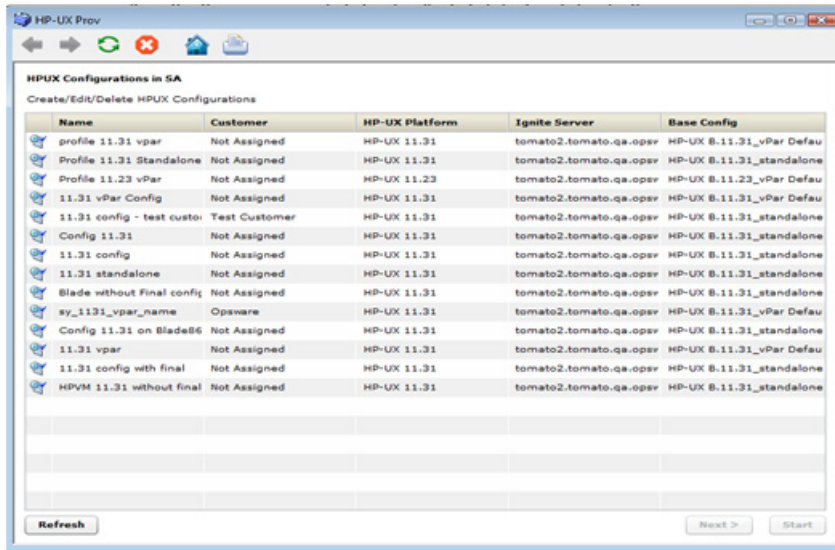 HP-UX Prov
HPUX Configurations in SA
Create/Edit/Delete HPUX Configurations
Name Customer HP-UX Platform Ignite Server Base Config
profile 11.31 vpar Not Assigned HP-UX 11.31 tomato2.tomato.qa.opsv HP-UX B.11.31_vPar Defau
Profile 11.31 Standalone Not Assigned HP-UX 11.31 tomato2.tomato.qa.opsv HP-UX B.11.31_standalone
Profile 11.23 vPar Not Assigned HP-UX 11.23 tomato2.tomato.qa.opsv HP-UX B.11.23_vPar Defau
11.31 vPar Config Not Assigned HP-UX 11.31 tomato2.tomato.qa.opsv HP-UX B.11.31_vPar Defau
11.31 config - test custo Test Customer HP-UX 11.31 tomato2.tomato.qa.opsv HP-UX B.11.31_standalone
Config 11.31 Not Assigned HP-UX 11.31 tomato2.tomato.qa.opsv HP-UX B.11.31_standalone
11.31 config Not Assigned HP-UX 11.31 tomato2.tomato.qa.opsv HP-UX B.11.31_standalone
11.31 standalone Not Assigned HP-UX 11.31 tomato2.tomato.qa.opsv HP-UX B.11.31_standalone
Blade without Final config Not Assigned HP-UX 11.31 tomato2.tomato.qa.opsv HP-UX B.11.31_standalone
sy_1131_vpar_name Opsware HP-UX 11.31 tomato2.tomato.qa.opsv HP-UX B.11.31_vPar Defau
Config 11.31 on Blade86 Not Assigned HP-UX 11.31 tomato2.tomato.qa.opsv HP-UX B.11.31_standalone
11.31 vpar Not Assigned HP-UX 11.31 tomato2.tomato.qa.opsv HP-UX B.11.31_vPar Defau
11.31 config with final Not Assigned HP-UX 11.31 tomato2.tomato.qa.opsv HP-UX B.11.31_standalone
HPVM 11.31 without final Not Assigned HP-UX 11.31 tomato2.tomato.qa.opsv HP-UX B.11.31_standalone
Refresh Next > Start